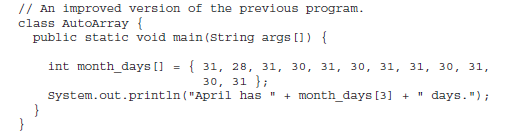 // An improved version of the previous program.
class AutoArray {
public static void main(String args[]) {
int month_days[] = { 31, 28, 31, 30, 31, 30, 31, 31, 30, 31,
30, 31 };
System.out.println("April has " + month_days[3] + " days.");
}
}